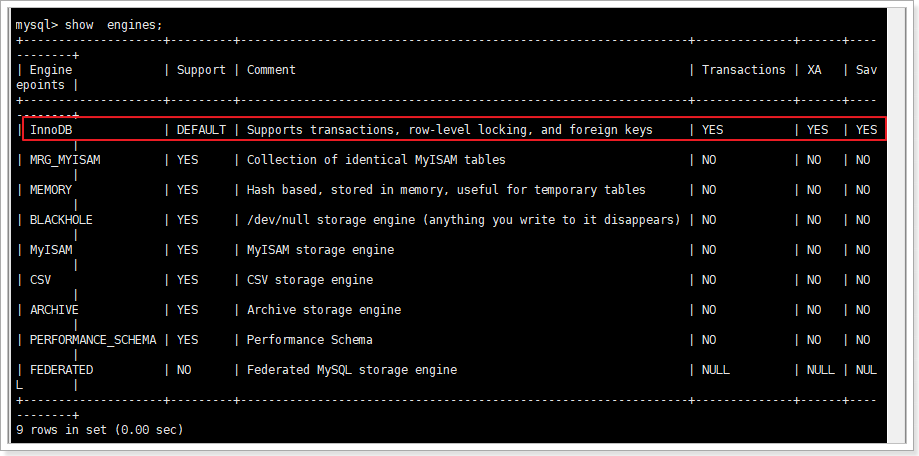 mysql> show  engines;
+--------------------+---------+----------------------------------------------------------------+--------------+------+----
--------+
| Engine             | Support | Comment                                                        | Transactions | XA   | Sav
epoints |
+--------------------+---------+----------------------------------------------------------------+--------------+------+----
--------+
| InnoDB             | DEFAULT | Supports transactions, row-level locking, and foreign keys     | YES          | YES  | YES
        |
| MRG_MYISAM         | YES     | Collection of identical MyISAM tables                          | NO           | NO   | NO
        |
| MEMORY             | YES     | Hash based, stored in memory, useful for temporary tables      | NO           | NO   | NO
        |
| BLACKHOLE          | YES     | /dev/null storage engine (anything you write to it disappears) | NO           | NO   | NO
        |
| MyISAM             | YES     | MyISAM storage engine                                          | NO           | NO   | NO
        |
| CSV                | YES     | CSV storage engine                                             | NO           | NO   | NO
        |
| ARCHIVE            | YES     | Archive storage engine                                         | NO           | NO   | NO
        |
| PERFORMANCE_SCHEMA | YES     | Performance Schema                                             | NO           | NO   | NO
        |
| FEDERATED          | NO      | Federated MySQL storage engine                                 | NULL         | NULL | NUL
L       |
+--------------------+---------+----------------------------------------------------------------+--------------+------+----
--------+
9 rows in set (0.00 sec)